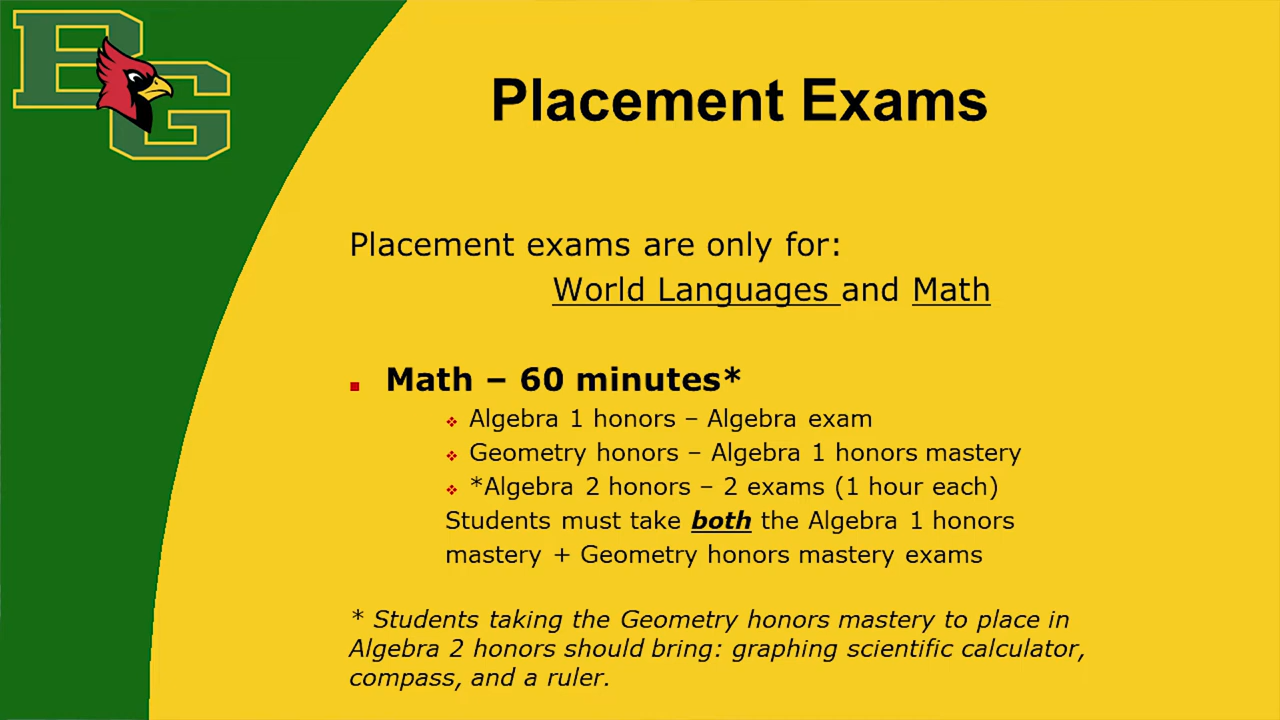 BG
Placement Exams
Placement exams are only for:
World Languages and Math
Math – 60 minutes*
Algebra 1 honors – Algebra exam
Geometry honors – Algebra 1 honors mastery
*Algebra 2 honors – 2 exams (1 hour each)
Students must take both the Algebra 1 honors
mastery + Geometry honors mastery exams
* Students taking the Geometry honors mastery to place in
Algebra 2 honors should bring: graphing scientific calculator,
compass, and a ruler.